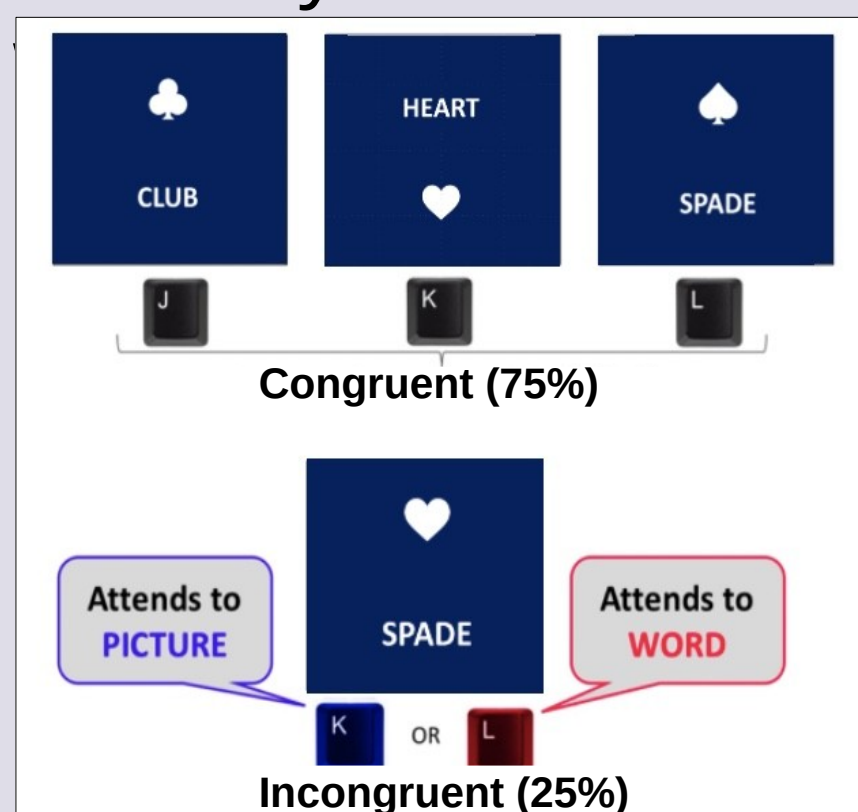 CLUB
HEART
SPADE
J
K
L
Congruent (75%)
SPADE
Attends to
PICTURE
Attends to
WORD
K OR L
Incongruent (25%)